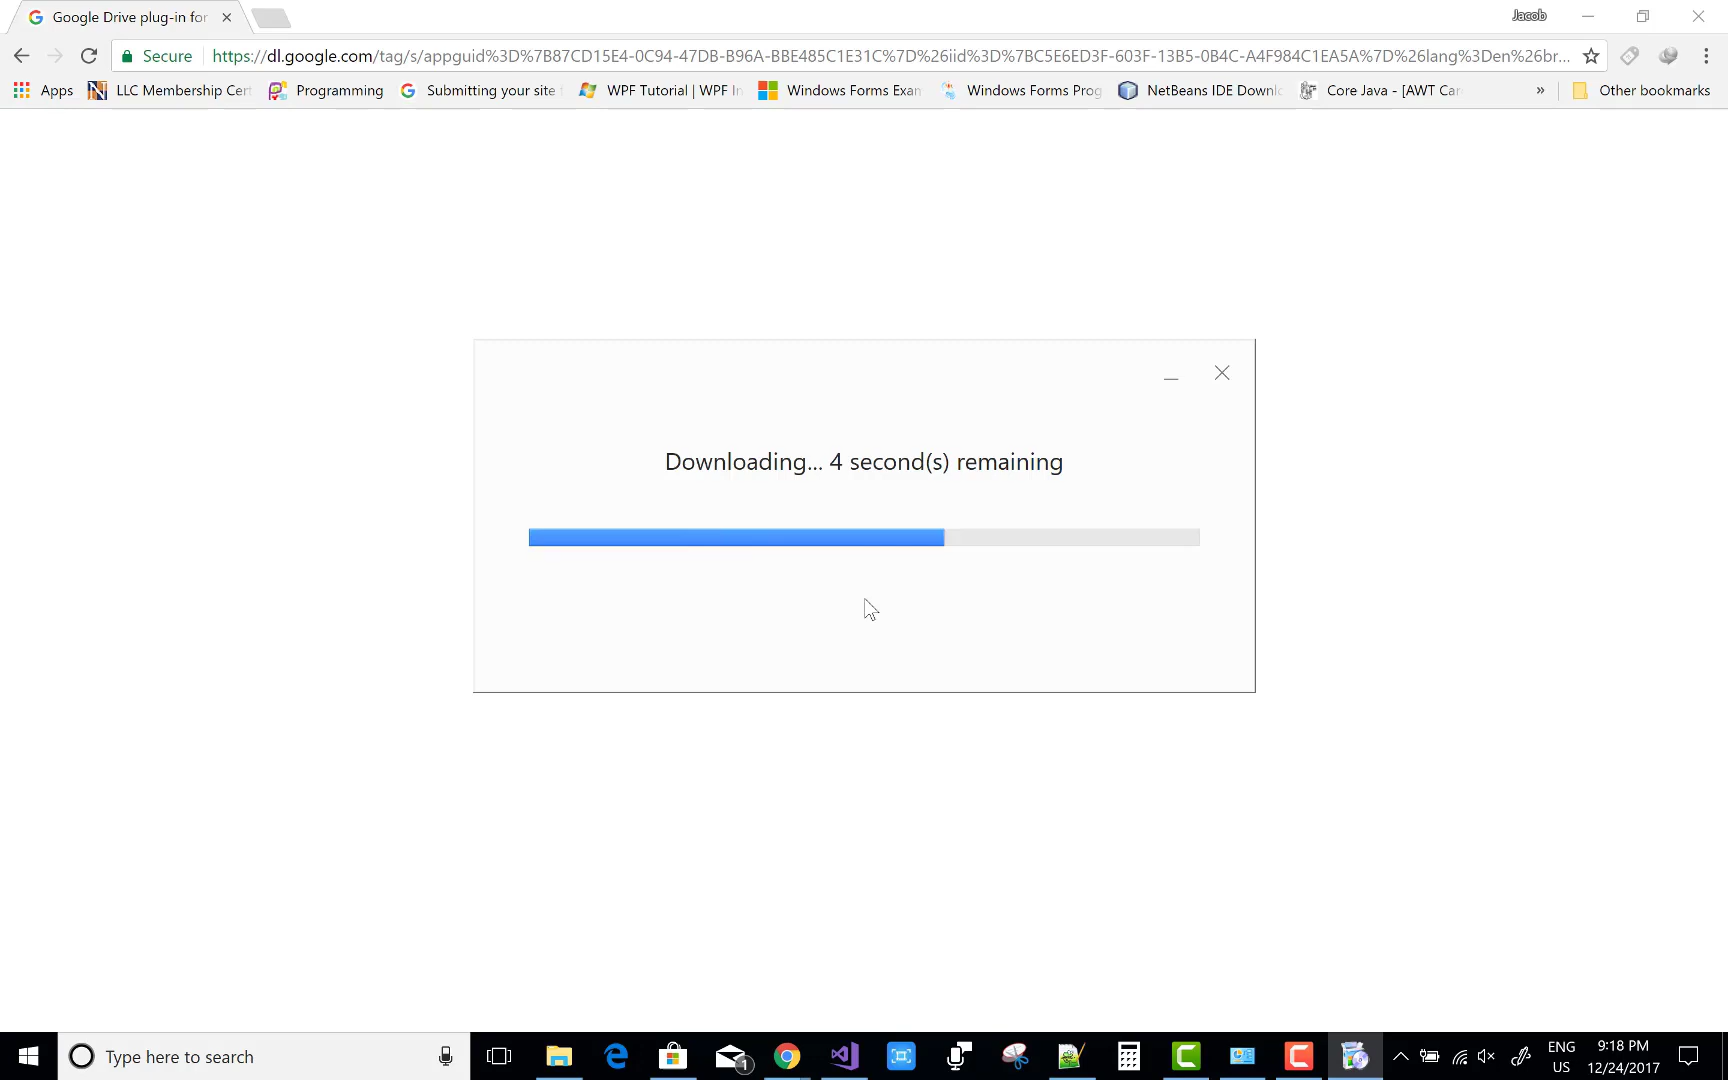 Google Drive plug-in for
Jacob
Secure
https://dl.google.com/tag/s/appguid%3D%7B87CD15E4-0C94-47DB-B96A-BBE485C1E31C%7D%26iid%3D%7BC5E6ED3F-603F-13B5-0B4C-A4F984C1EA5A%7D%26lang%3Den%26br...
Apps
LLC Membership Cert
Programming
Submitting your site
WPF Tutorial | WPF In
Windows Forms Exam
Windows Forms Prog
NetBeans IDE Downl
Core Java - [AWT Car
»
Other bookmarks
Downloading... 4 second(s) remaining
Type here to search
1
ENG
US
9:18 PM
12/24/2017